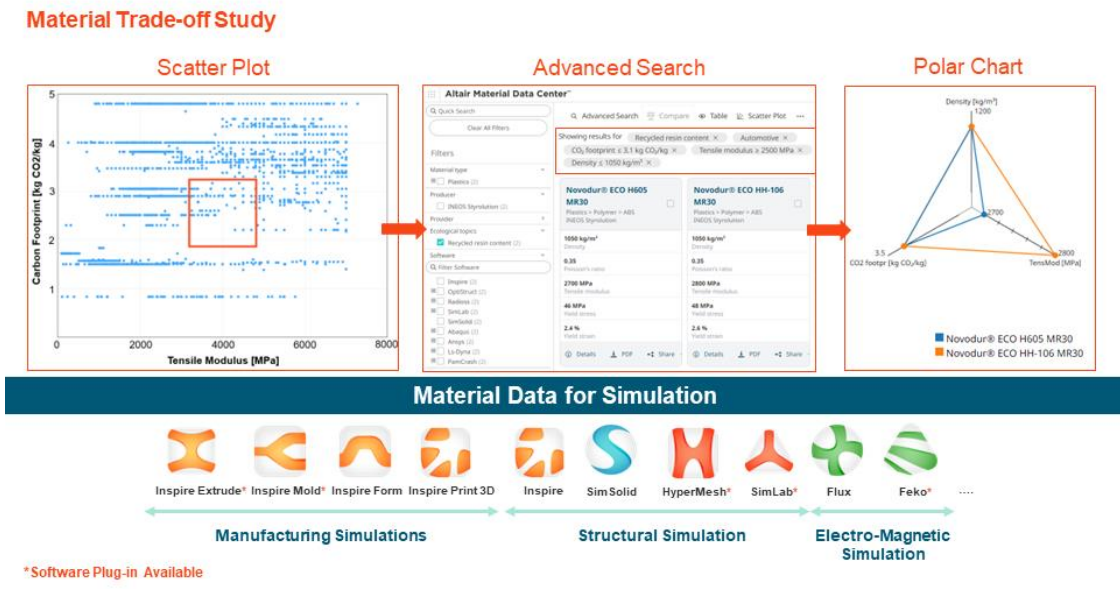 Material Trade-off Study
Scatter Plot
Advanced Search
Polar Chart
Carbon Footprint [kg CO2/kg]
5
4
3
2
1
0
2000
4000
6000
8000
Tensile Modulus [MPa]
Altair Material Data Center™
Quick Search
Clear All Filters
Filters
Material type
Plastics (2)
Producer
INEOS Styrolution (2)
Provider
Ecological topics
Recycled resin content (2)
Software
Filter Software
Inspire (2)
OptiStruct (2)
Radioss (2)
SimLab (2)
SimSolid (2)
Abaqus (2)
Ansys (2)
Ls-Dyna (2)
PamCrash (2)
Advanced Search Compare Table Scatter Plot ...
Showing results for Recycled resin content × Automotive ×
CO₂ footprint ≤ 3.1 kg CO₂/kg × Tensile modulus ≥ 2500 MPa ×
Density ≤ 1050 kg/m³ ×
Novodur® ECO H605
MR30
Plastics > Polymer > ABS
INEOS Styrolution
1050 kg/m³
Density
0.35
Poisson's ratio
2700 MPa
Tensile modulus
46 MPa
Yield stress
2.4 %
Yield strain
Details PDF Share
Novodur® ECO HH-106
MR30
Plastics > Polymer > ABS
INEOS Styrolution
1050 kg/m³
Density
0.35
Poisson's ratio
2800 MPa
Tensile modulus
48 MPa
Yield stress
2.6 %
Yield strain
Details PDF Share
Density [kg/m³]
1200
2700
3.5
CO2 footpr [kg CO₂/kg]
2800
TensMod [MPa]
Novodur® ECO H605 MR30
Novodur® ECO HH-106 MR30
Material Data for Simulation
Inspire Extrude* Inspire Mold* Inspire Form Inspire Print 3D Inspire SimSolid HyperMesh* SimLab* Flux Feko* ....
Manufacturing Simulations
Structural Simulation
Electro-Magnetic
Simulation
*Software Plug-in Available